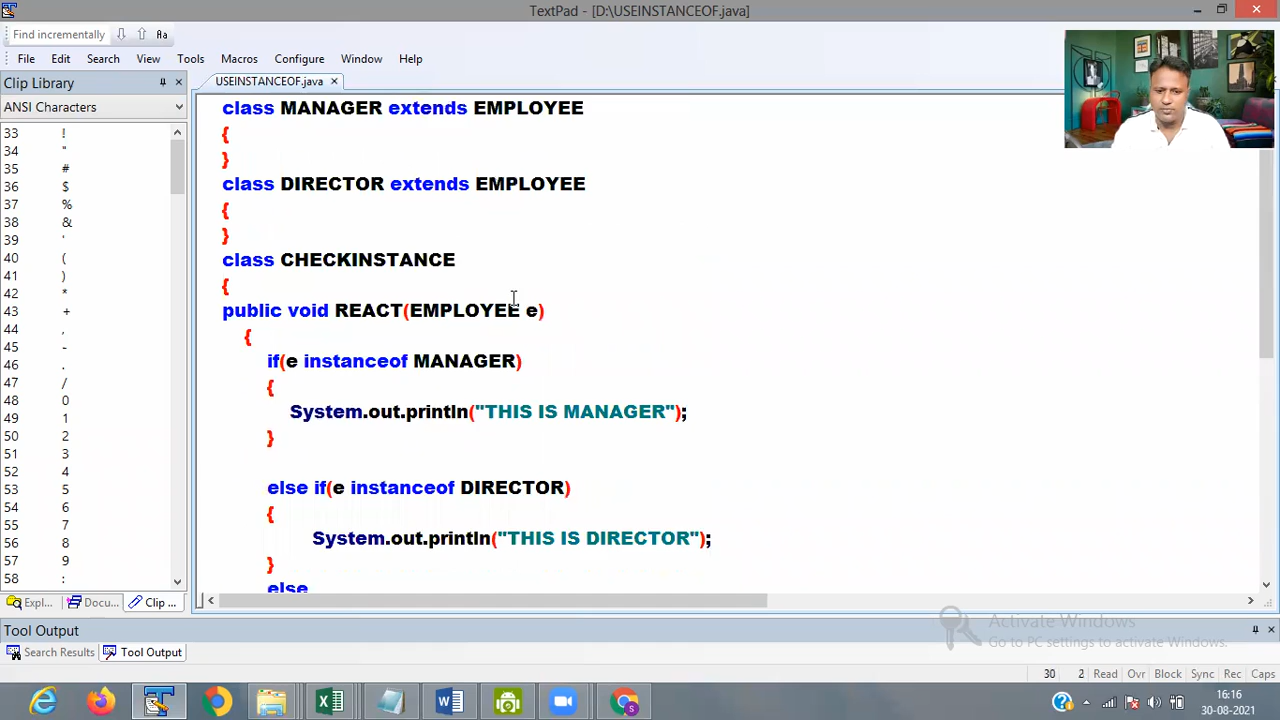 TextPad - [D:\USEINSTANCEOF.java]
Find incrementally
File Edit Search View Tools Macros Configure Window Help
Clip Library
USEINSTANCEOF.java
ANSI Characters
33 !
34 "
35 #
36 $
37 %
38 &
39 '
40 (
41 )
42 *
43 +
44 ,
45 -
46 .
47 /
48 0
49 1
50 2
51 3
52 4
53 5
54 6
55 7
56 8
57 9
58 :
class MANAGER extends EMPLOYEE
{
}
class DIRECTOR extends EMPLOYEE
{
}
class CHECKINSTANCE
{
public void REACT(EMPLOYEE e)
{
if(e instanceof MANAGER)
{
System.out.println("THIS IS MANAGER");
}
else if(e instanceof DIRECTOR)
{
System.out.println("THIS IS DIRECTOR");
}
else
Expl... Docu... Clip ...
Tool Output
Activate Windows
Go to PC settings to activate Windows.
Search Results Tool Output
30 2 Read Ovr Block Sync Rec Caps
16:16
30-08-2021